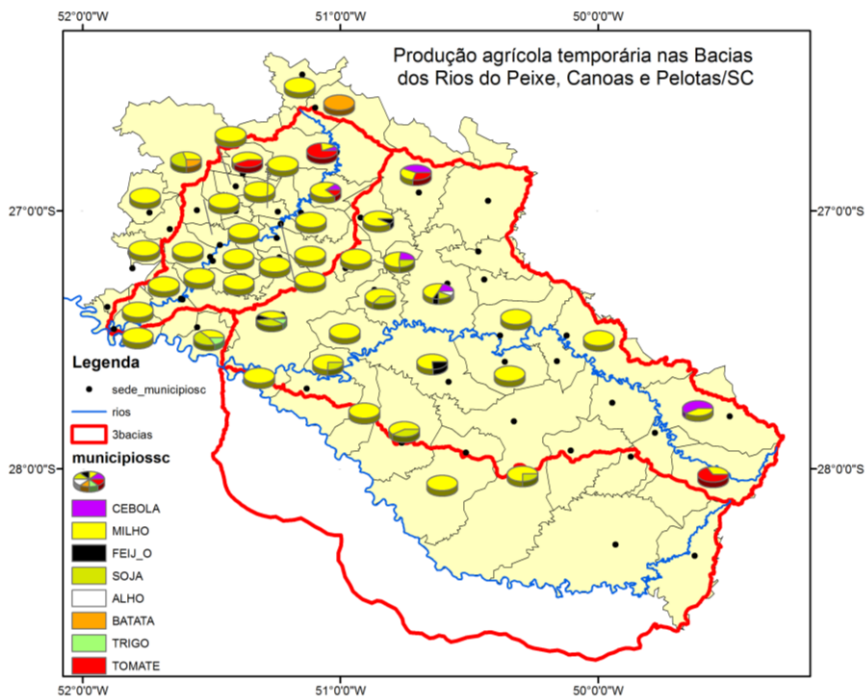 52°0'0"W 51°0'0"W 50°0'0"W
Produção agrícola temporária nas Bacias
dos Rios do Peixe, Canoas e Pelotas/SC
27°0'0"S 27°0'0"S
28°0'0"S 28°0'0"S
Legenda
sede_municipiosc
rios
3bacias
municipiossc
CEBOLA
MILHO
FEIJ_O
SOJA
ALHO
BATATA
TRIGO
TOMATE
52°0'0"W 51°0'0"W 50°0'0"W